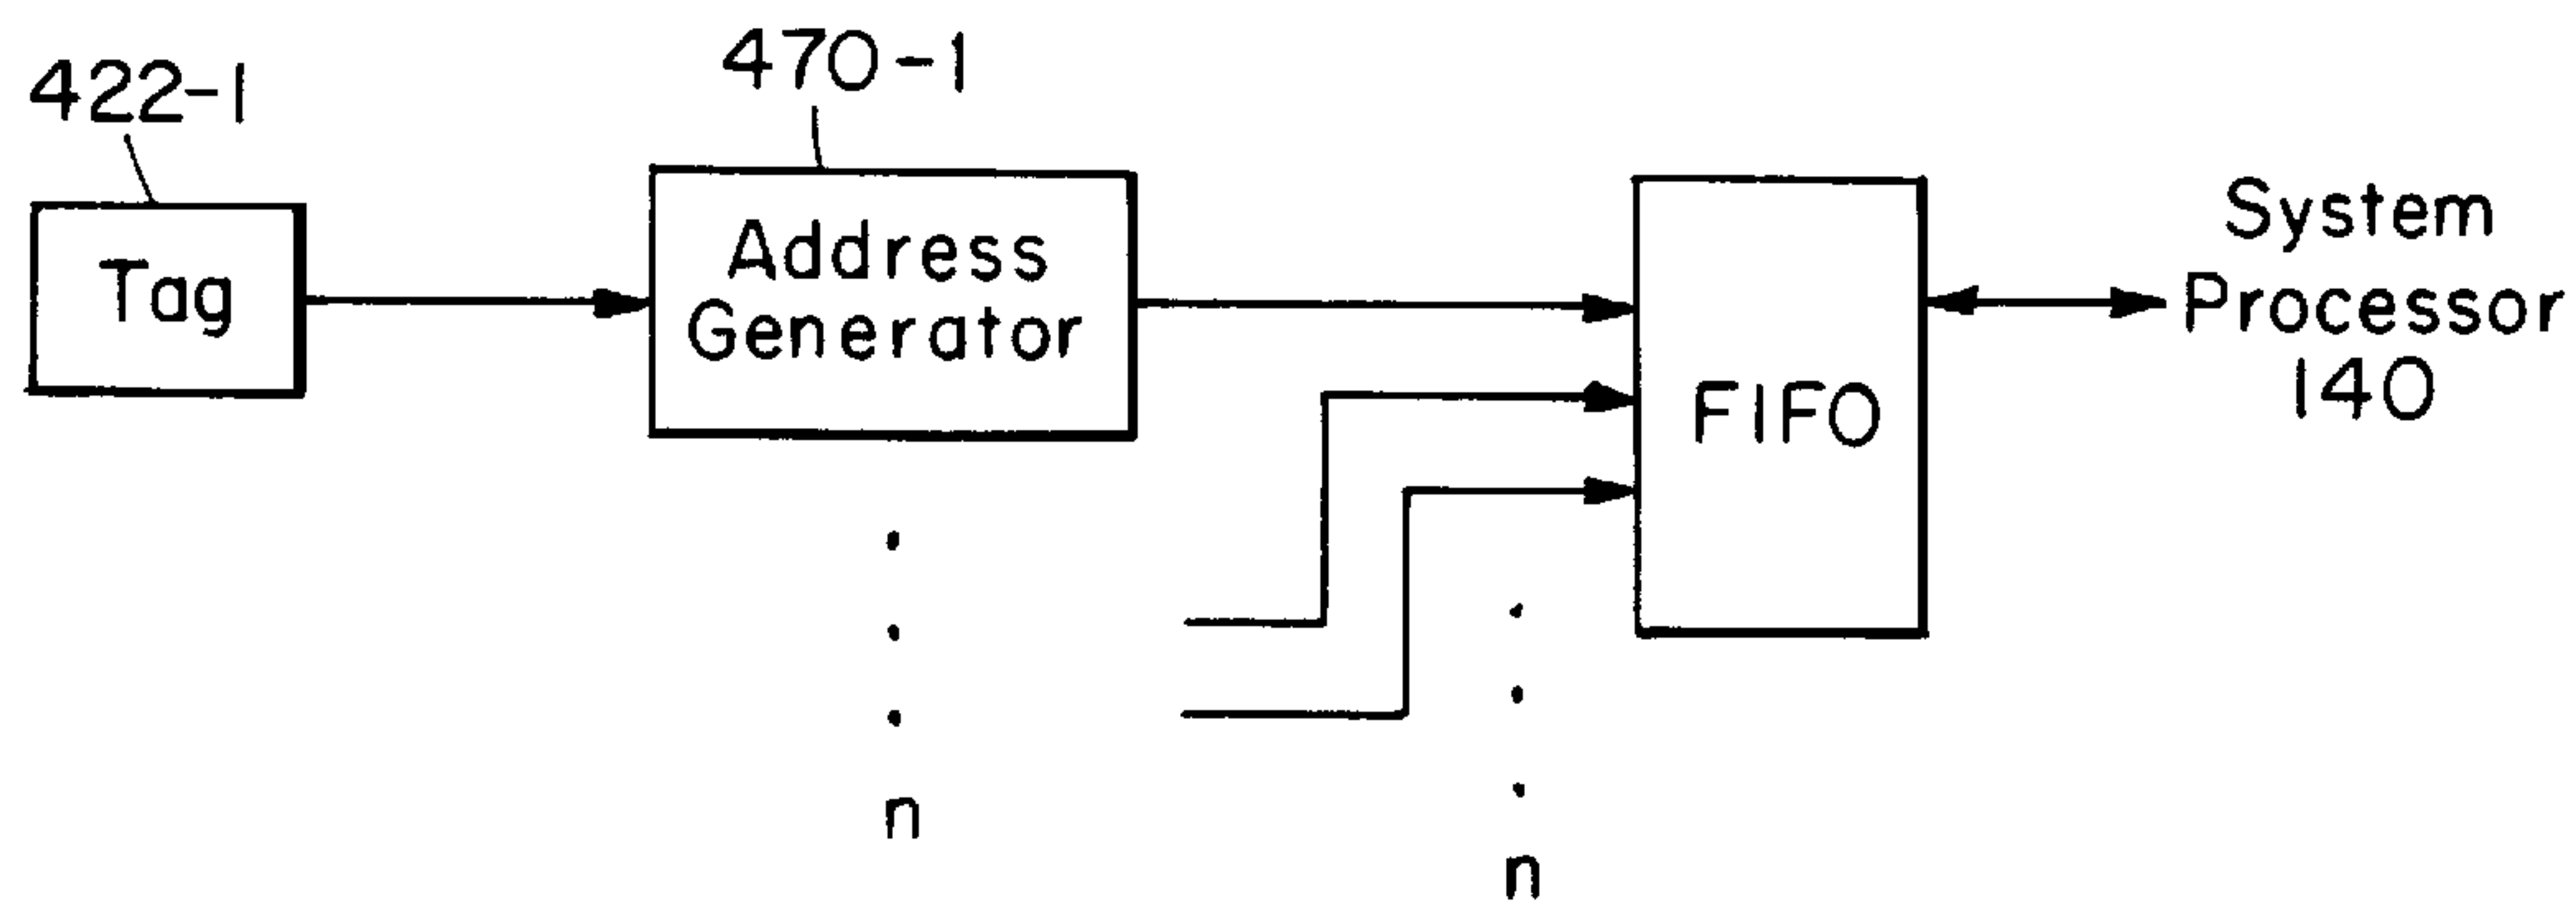 422-1
470-1
Tag
Address
Generator
FIFO
System
Processor
140
n
n